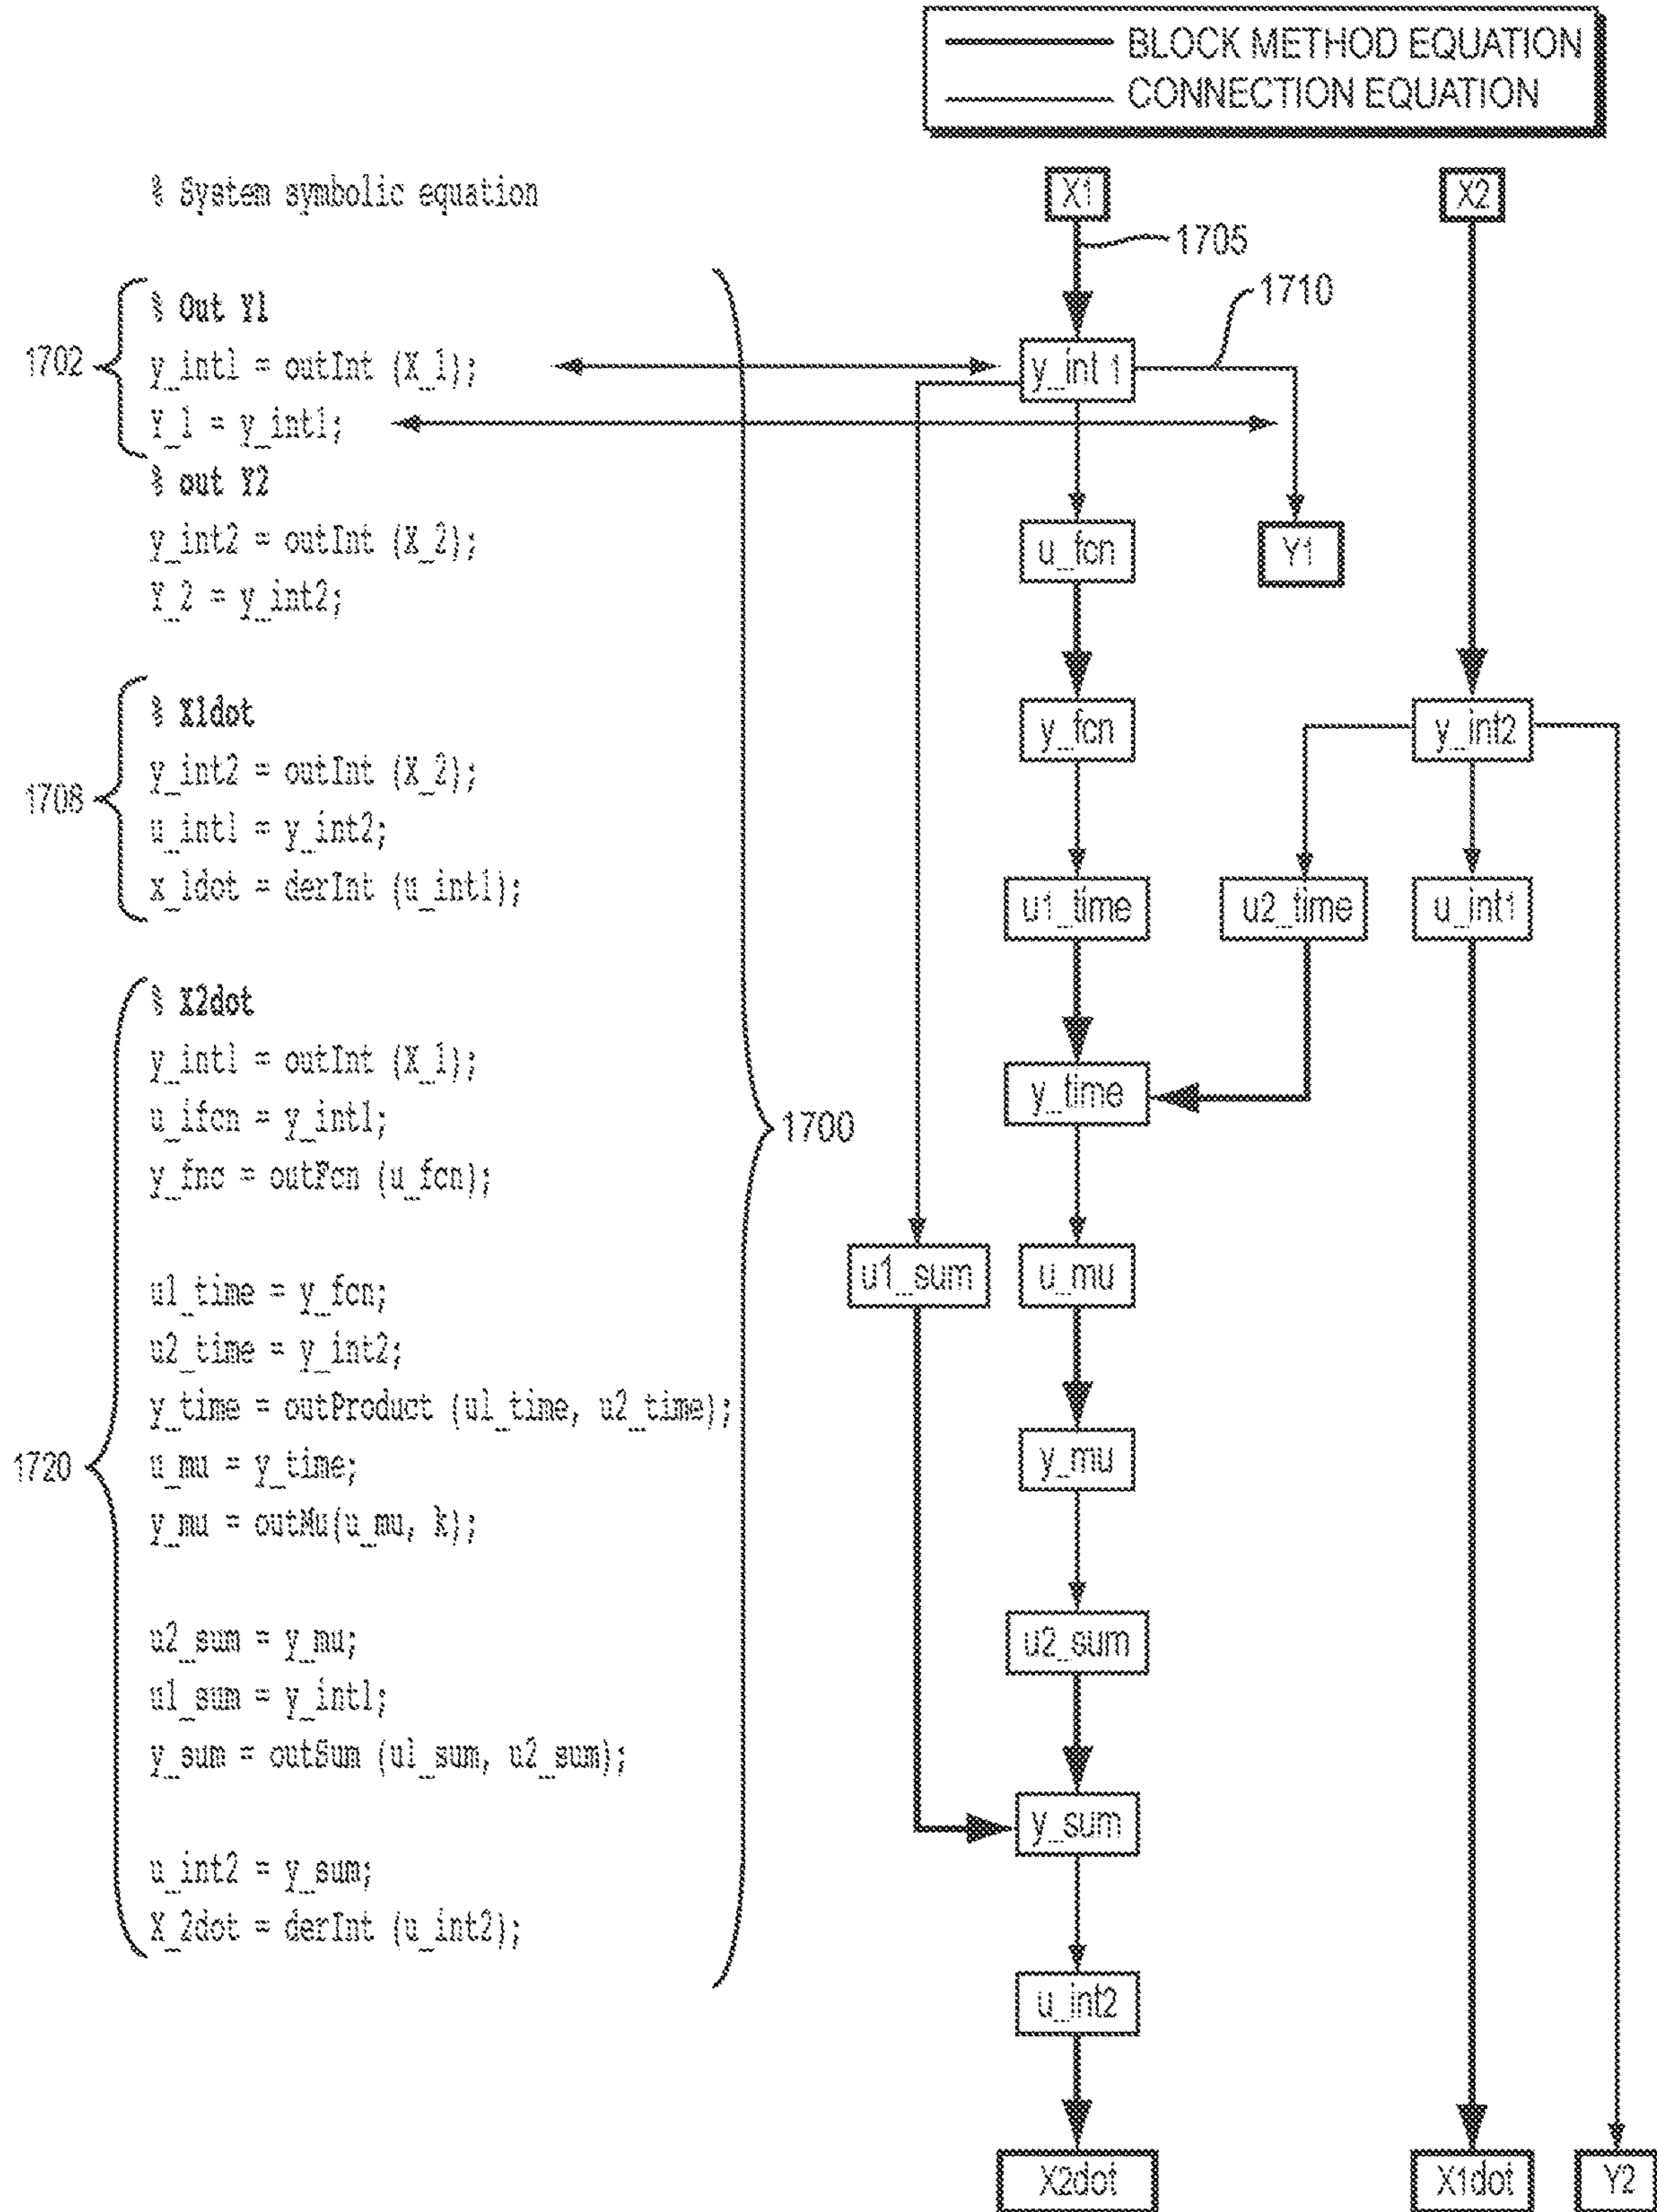 BLOCK METHOD EQUATION
CONNECTION EQUATION
% System symbolic equation
1702
% Out Y1
y_int1 = outInt (X_1);
Y_1 = y_int1;
% out Y2
y_int2 = outInt (X_2);
Y_2 = y_int2;
1708
% X1dot
y_int2 = outInt (X_2);
u_int1 = y_int2;
x_1dot = derInt (u_int1);
1720
% X2dot
y_int1 = outInt (X_1);
u_ifcn = y_int1;
y_fnc = outFcn (u_fcn);
u1_time = y_fcn;
u2_time = y_int2;
y_time = outProduct (u1_time, u2_time);
u_mu = y_time;
y_mu = outMu(u_mu, k);
u2_sum = y_mu;
u1_sum = y_int1;
y_sum = outSum (u1_sum, u2_sum);
u_int2 = y_sum;
X_2dot = derInt (u_int2);
1700
X1
X2
1705
1710
y_int 1
u_fcn
Y1
y_fcn
y_int2
u1_time
u2_time
u_int1
y_time
u1_sum
u_mu
y_mu
u2_sum
y_sum
u_int2
X2dot
X1dot
Y2